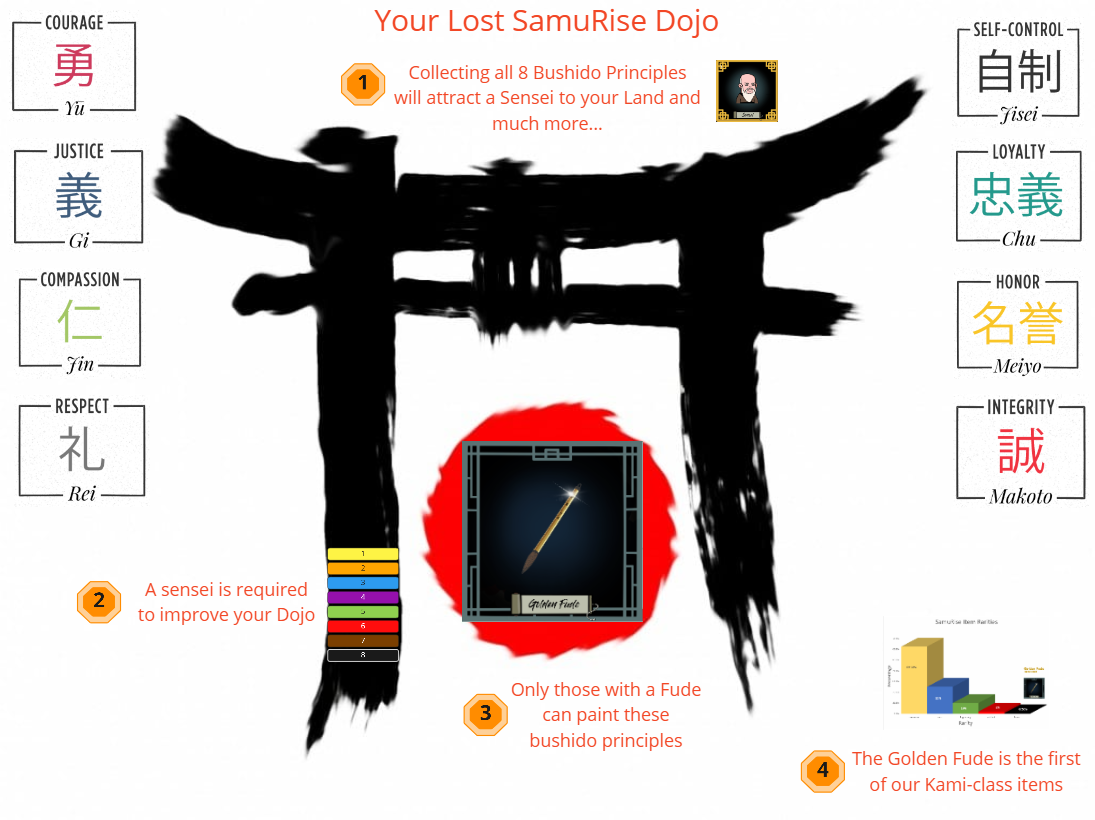 Your Lost SamuRise Dojo
1
Collecting all 8 Bushido Principles
will attract a Sensei to your Land and
much more...
Sensei
COURAGE
勇
Yū
JUSTICE
義
Gi
COMPASSION
仁
Jin
RESPECT
礼
Rei
SELF-CONTROL
自制
Jisei
LOYALTY
忠義
Chu
HONOR
名誉
Meiyo
INTEGRITY
誠
Makoto
2
A sensei is required
to improve your Dojo
1
2
3
4
5
6
7
8
Golden Fude
3
Only those with a Fude
can paint these
bushido principles
SamuRise Item Rarities
Golden Fude
Rarity
4
The Golden Fude is the first
of our Kami-class items